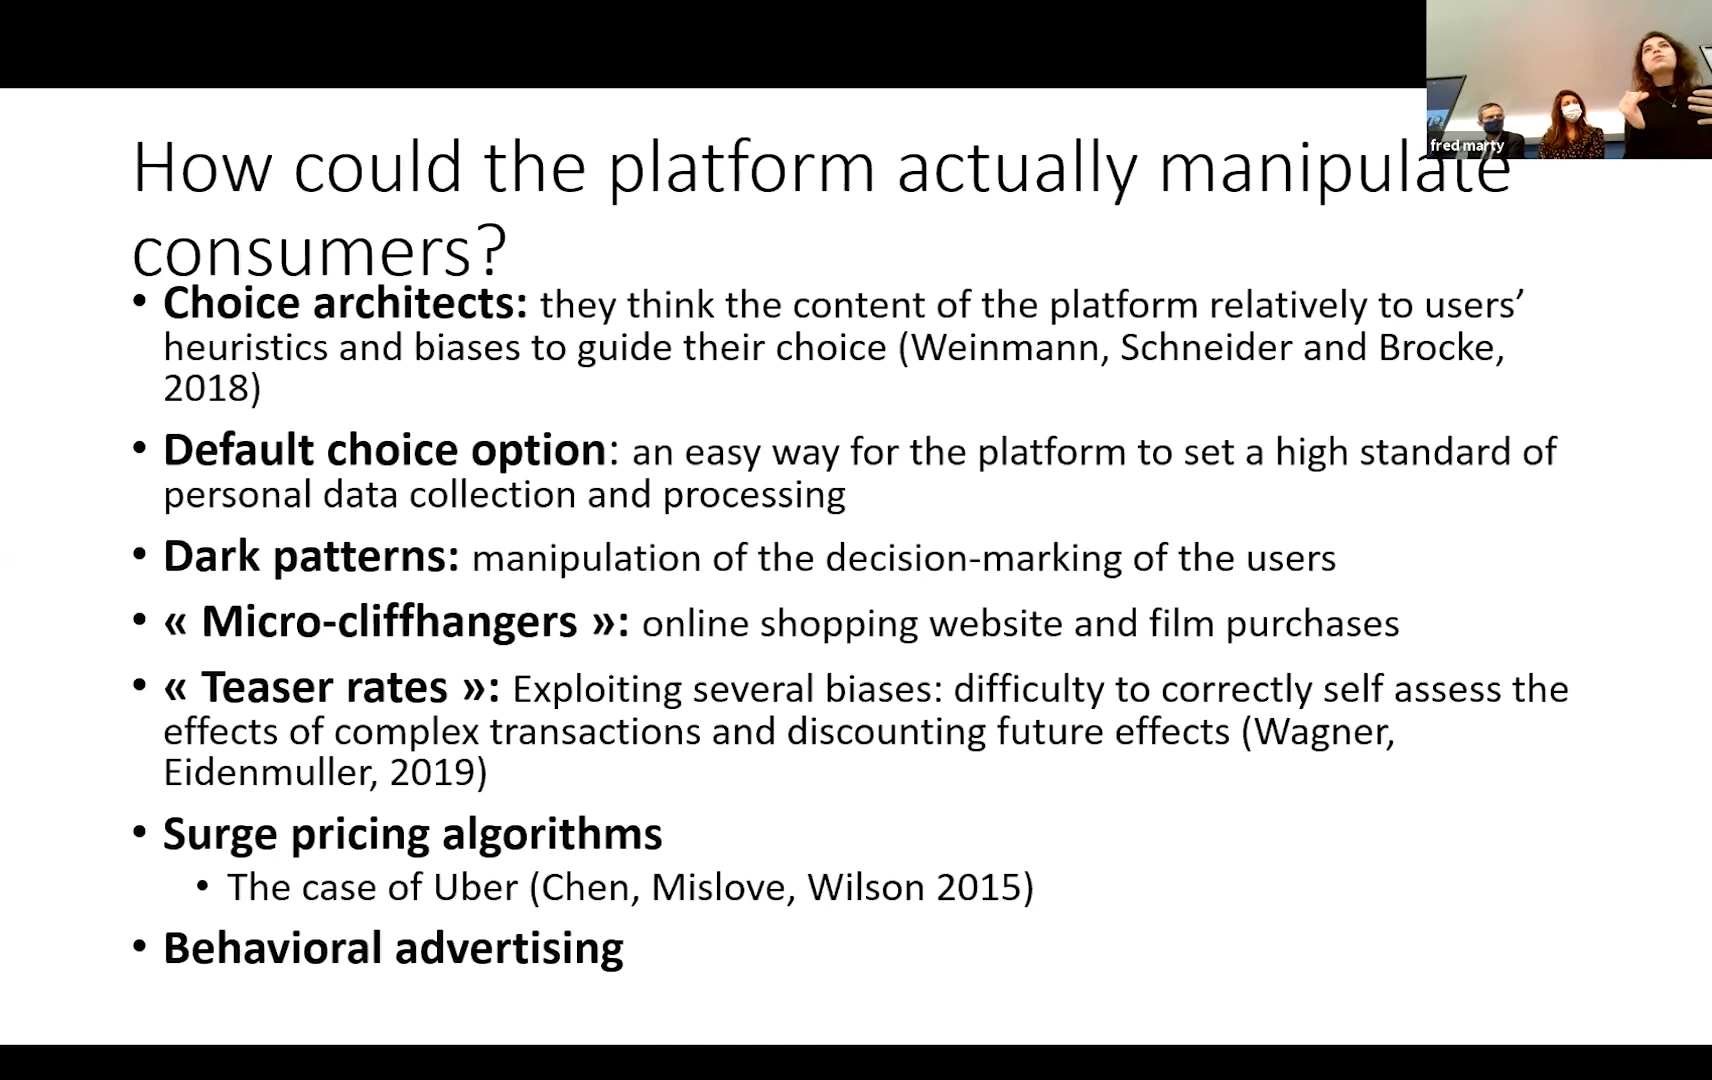 How could the platform actually manipulate
consumers?
• Choice architects: they think the content of the platform relatively to users’
heuristics and biases to guide their choice (Weinmann, Schneider and Brocke,
2018)
• Default choice option: an easy way for the platform to set a high standard of
personal data collection and processing
• Dark patterns: manipulation of the decision-marking of the users
• « Micro-cliffhangers »: online shopping website and film purchases
• « Teaser rates »: Exploiting several biases: difficulty to correctly self assess the
effects of complex transactions and discounting future effects (Wagner,
Eidenmuller, 2019)
• Surge pricing algorithms
• The case of Uber (Chen, Mislove, Wilson 2015)
• Behavioral advertising
fred marty